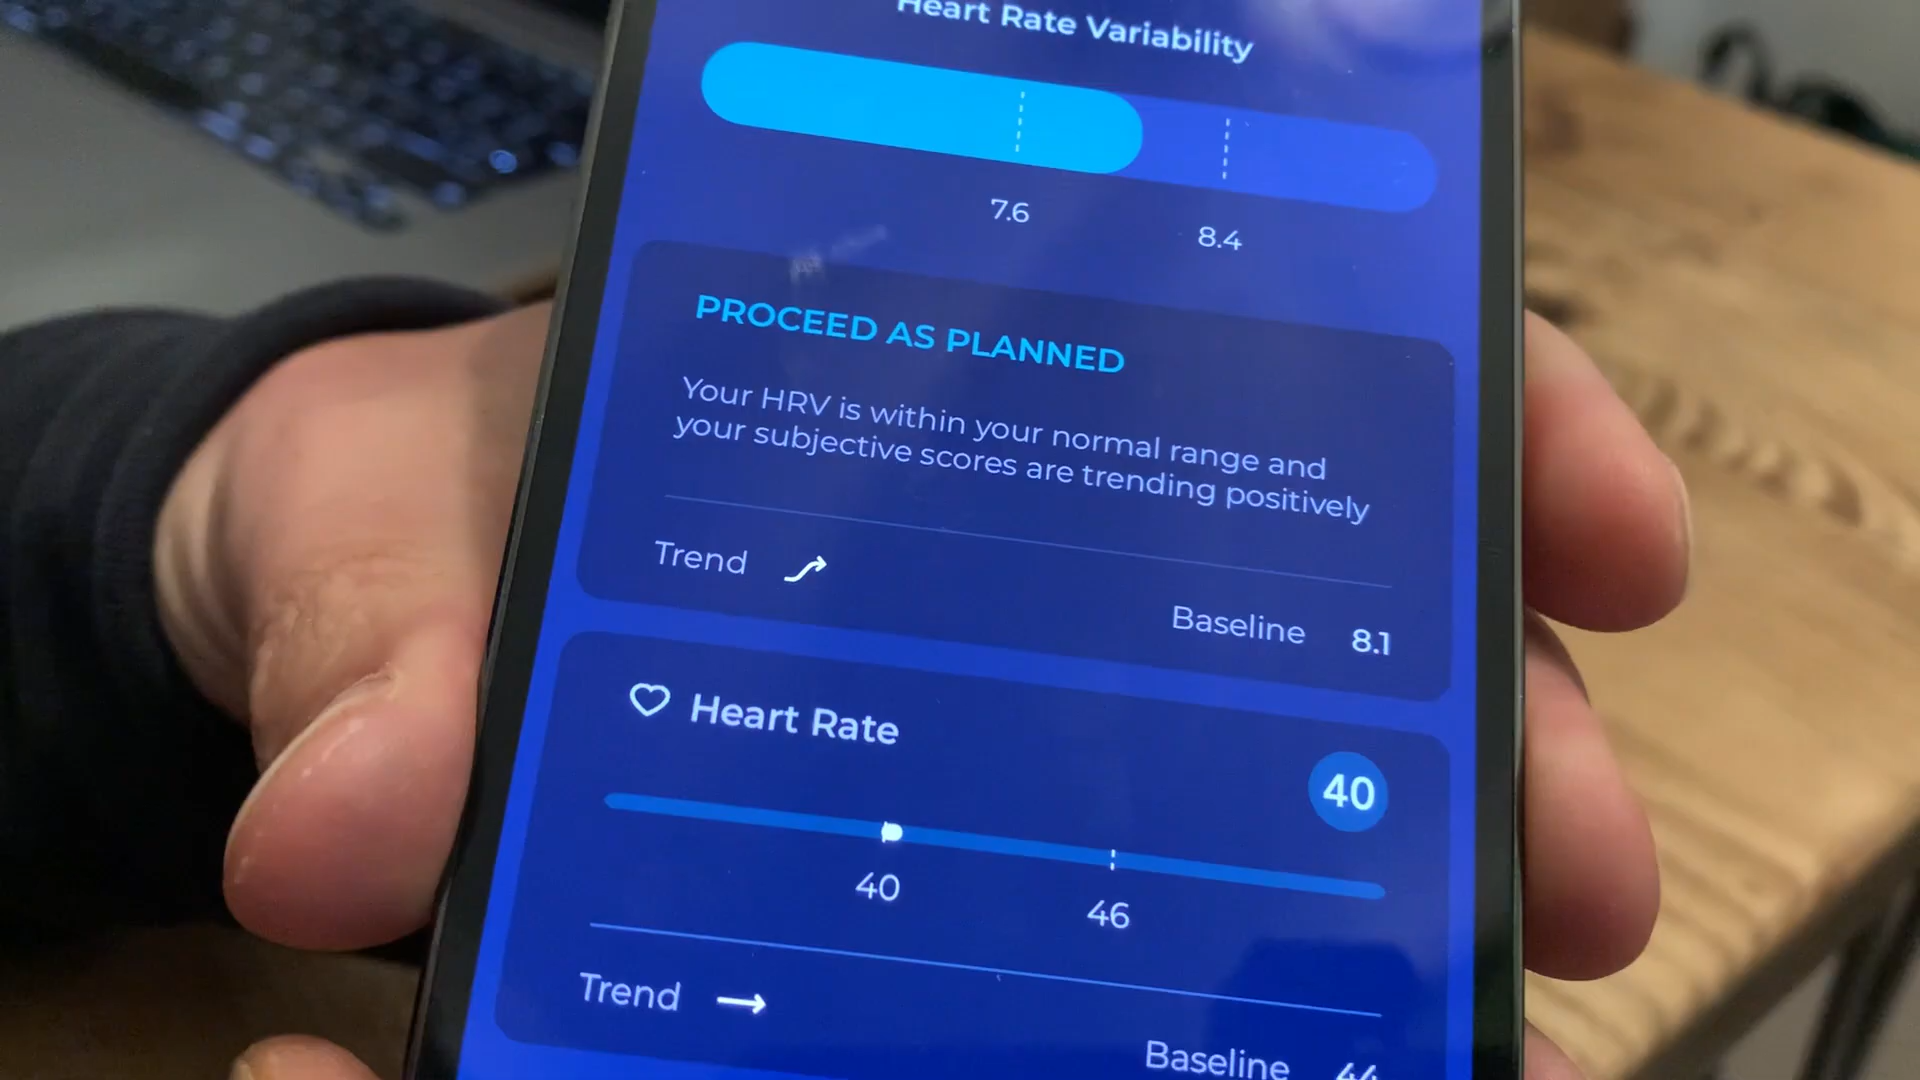 Heart Rate Variability
7.6
8.4
PROCEED AS PLANNED
Your HRV is within your normal range and
your subjective scores are trending positively
Trend
Baseline 8.1
Heart Rate
40
40
46
Trend
Baseline 44